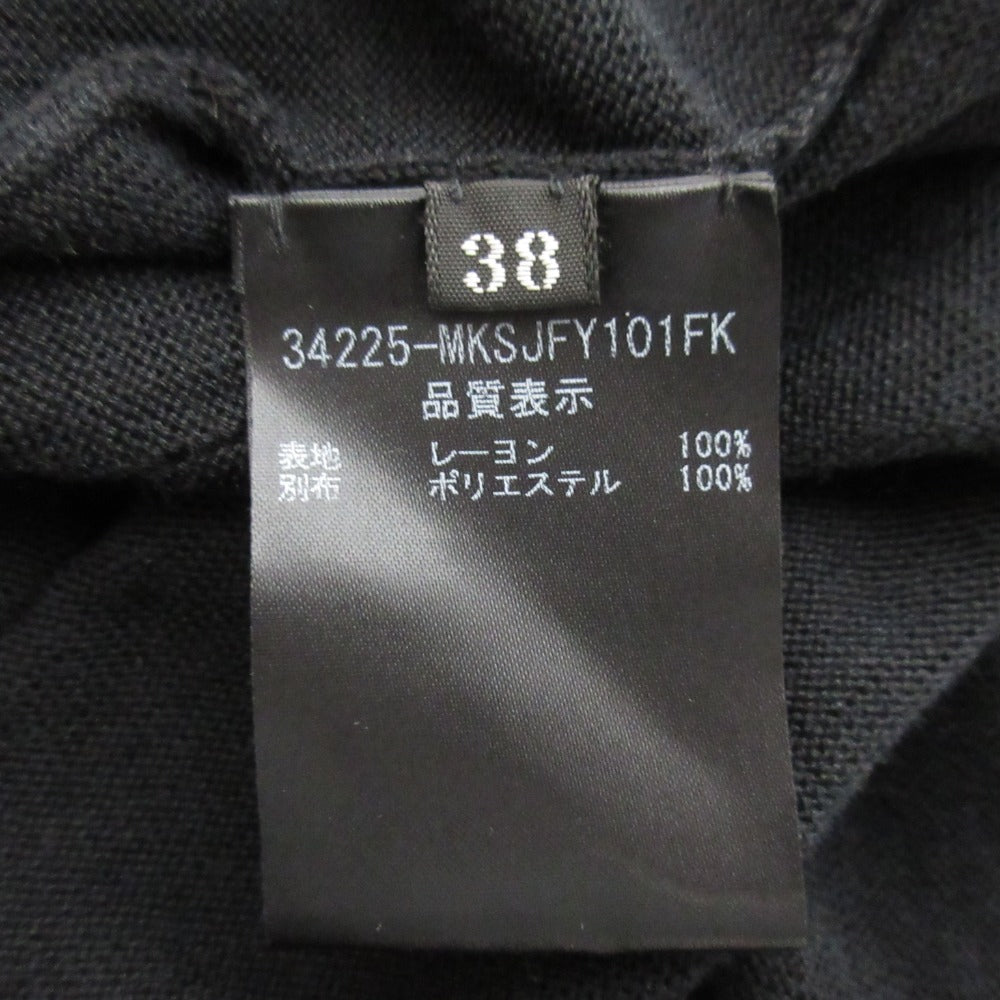 38
34225-MKSJFY101FK
品質表示
表地 レーヨン 100%
別布 ポリエステル 100%